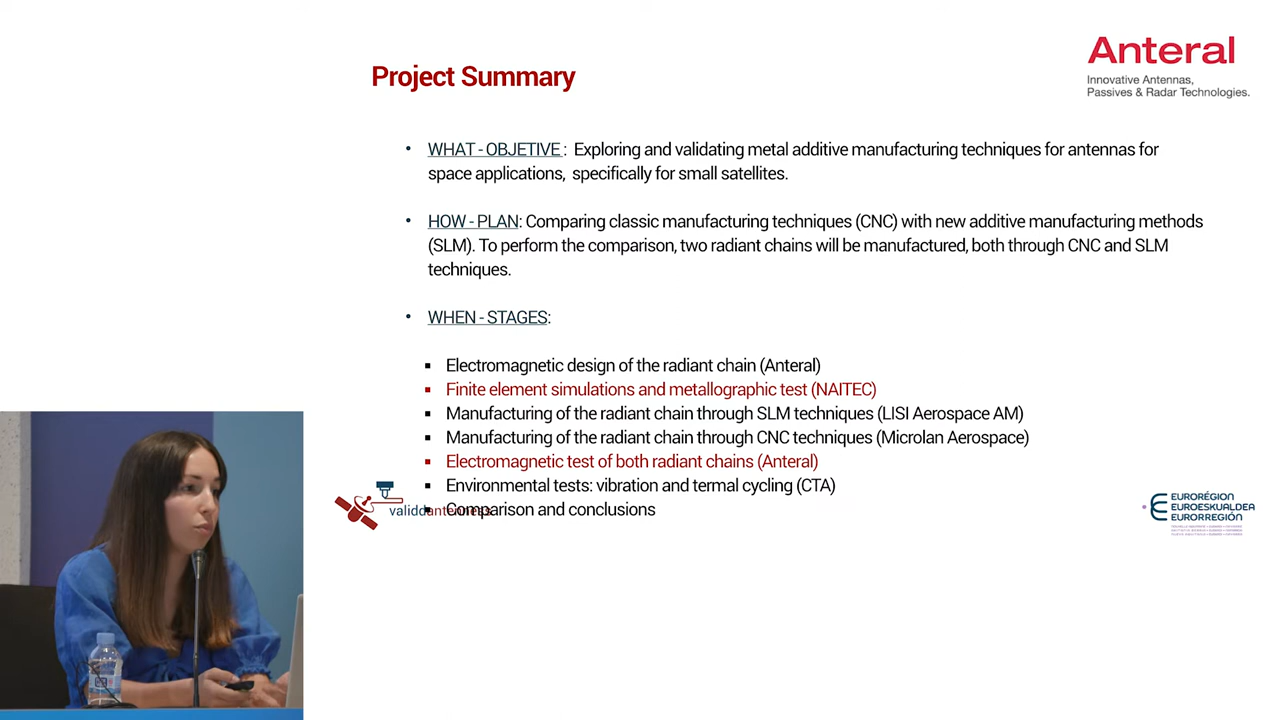 Anteral
Innovative Antennas,
Passives & Radar Technologies.
Project Summary
• WHAT - OBJETIVE : Exploring and validating metal additive manufacturing techniques for antennas for
space applications, specifically for small satellites.
• HOW - PLAN: Comparing classic manufacturing techniques (CNC) with new additive manufacturing methods
(SLM). To perform the comparison, two radiant chains will be manufactured, both through CNC and SLM
techniques.
• WHEN - STAGES:
▪ Electromagnetic design of the radiant chain (Anteral)
▪ Finite element simulations and metallographic test (NAITEC)
▪ Manufacturing of the radiant chain through SLM techniques (LISI Aerospace AM)
▪ Manufacturing of the radiant chain through CNC techniques (Microlan Aerospace)
▪ Electromagnetic test of both radiant chains (Anteral)
▪ Environmental tests: vibration and termal cycling (CTA)
▪ Comparison and conclusions
EURORÉGION
EUROESKUALDEA
EURORREGIÓN